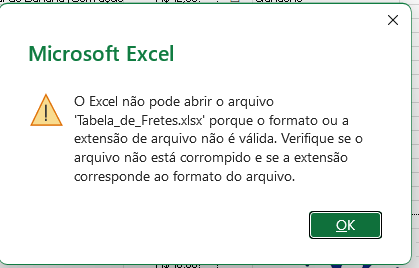 Microsoft Excel
O Excel não pode abrir o arquivo
'Tabela_de_Fretes.xlsx' porque o formato ou a
extensão de arquivo não é válida. Verifique se o
arquivo não está corrompido e se a extensão
corresponde ao formato do arquivo.
OK